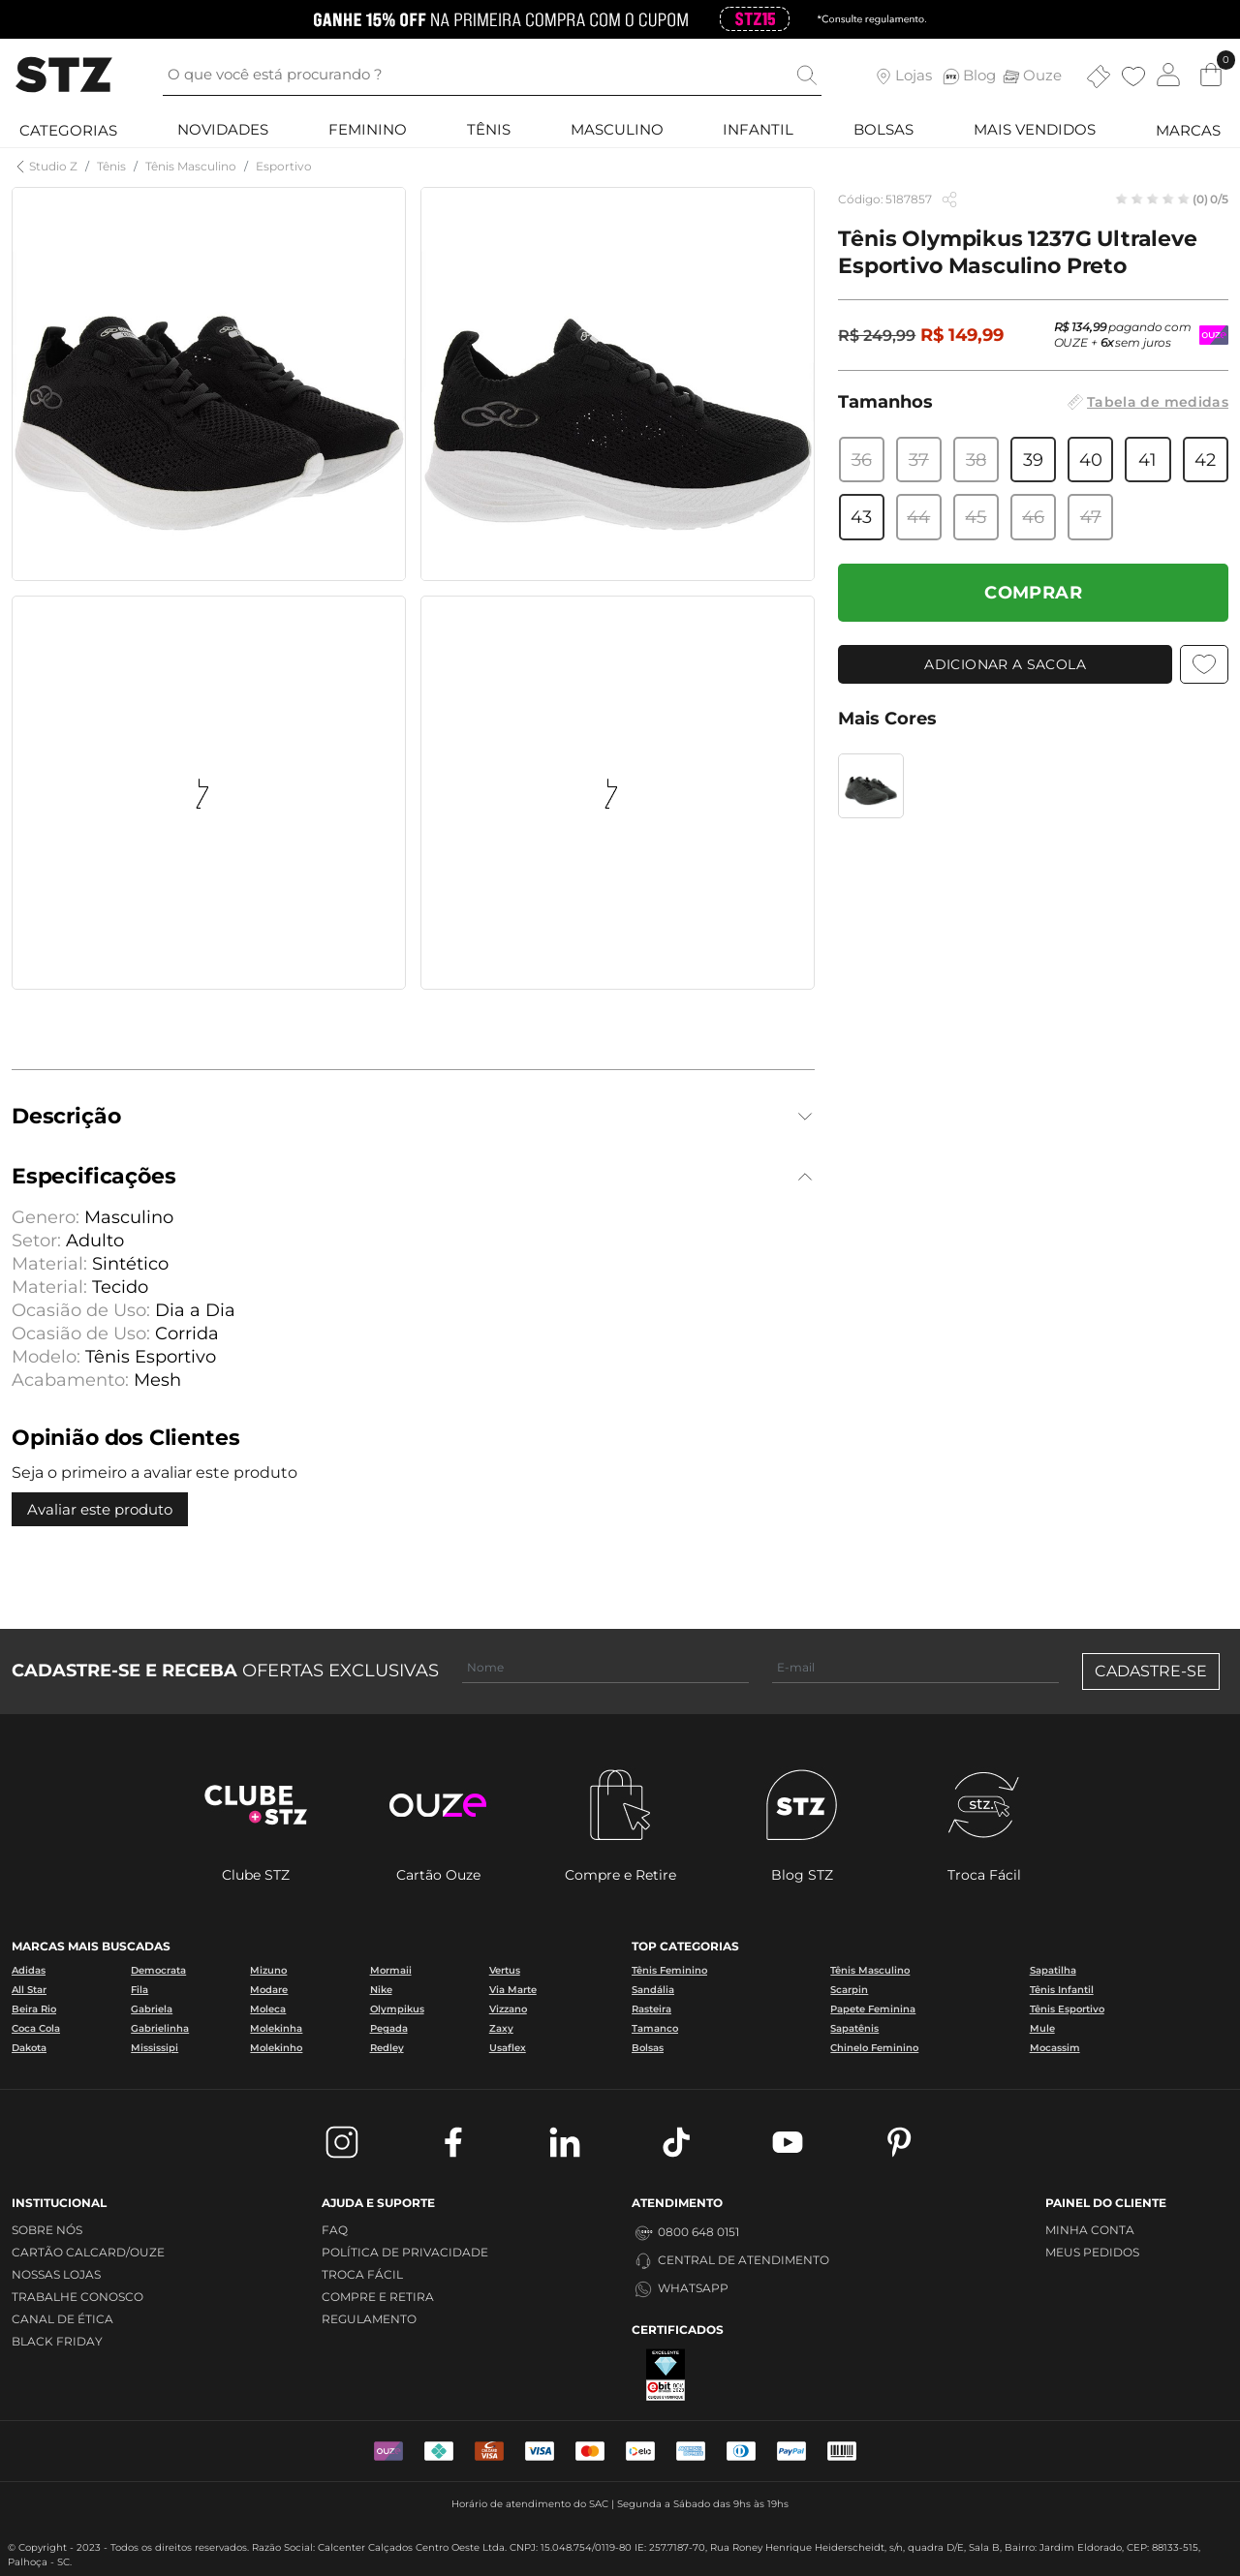 GANHE 15% OFF NA PRIMEIRA COMPRA COM O CUPOM STZ15 *Consulte regulamento.
STZ
O que você está procurando ?
Lojas
STZ Blog
Ouze
0
CATEGORIAS NOVIDADES FEMININO TÊNIS MASCULINO INFANTIL BOLSAS MAIS VENDIDOS MARCAS
Studio Z / Tênis / Tênis Masculino / Esportivo
Código: 5187857
(0) 0/5
Tênis Olympikus 1237G Ultraleve
Esportivo Masculino Preto
R$ 249,99 R$ 149,99
R$ 134,99 pagando com
OUZE + 6x sem juros
OUZE
Tamanhos
Tabela de medidas
36 37 38 39 40 41 42
43 44 45 46 47
COMPRAR
ADICIONAR A SACOLA
Mais Cores
Descrição
Especificações
Genero: Masculino
Setor: Adulto
Material: Sintético
Material: Tecido
Ocasião de Uso: Dia a Dia
Ocasião de Uso: Corrida
Modelo: Tênis Esportivo
Acabamento: Mesh
Opinião dos Clientes
Seja o primeiro a avaliar este produto
Avaliar este produto
CADASTRE-SE E RECEBA OFERTAS EXCLUSIVAS
Nome
E-mail
CADASTRE-SE
CLUBE
+STZ
ouze
STZ
stz.
Clube STZ
Cartão Ouze
Compre e Retire
Blog STZ
Troca Fácil
MARCAS MAIS BUSCADAS
Adidas Democrata Mizuno Mormaii Vertus
All Star Fila Modare Nike Via Marte
Beira Rio Gabriela Moleca Olympikus Vizzano
Coca Cola Gabrielinha Molekinha Pegada Zaxy
Dakota Mississipi Molekinho Redley Usaflex
TOP CATEGORIAS
Tênis Feminino Tênis Masculino Sapatilha
Sandália Scarpin Tênis Infantil
Rasteira Papete Feminina Tênis Esportivo
Tamanco Sapatênis Mule
Bolsas Chinelo Feminino Mocassim
INSTITUCIONAL
SOBRE NÓS
CARTÃO CALCARD/OUZE
NOSSAS LOJAS
TRABALHE CONOSCO
CANAL DE ÉTICA
BLACK FRIDAY
AJUDA E SUPORTE
FAQ
POLÍTICA DE PRIVACIDADE
TROCA FÁCIL
COMPRE E RETIRA
REGULAMENTO
ATENDIMENTO
0800 648 0151
CENTRAL DE ATENDIMENTO
WHATSAPP
CERTIFICADOS
EXCELENTE
ebit
PAINEL DO CLIENTE
MINHA CONTA
MEUS PEDIDOS
OUZE
VISA
VISA
elo
PayPal
Horário de atendimento do SAC | Segunda a Sábado das 9hs às 19hs
© Copyright - 2023 - Todos os direitos reservados. Razão Social: Calcenter Calçados Centro Oeste Ltda. CNPJ: 15.048.754/0119-80 IE: 257.7187-70, Rua Roney Henrique Heiderscheidt, s/n, quadra D/E, Sala B, Bairro: Jardim Eldorado, CEP: 88133-515,
Palhoça - SC.